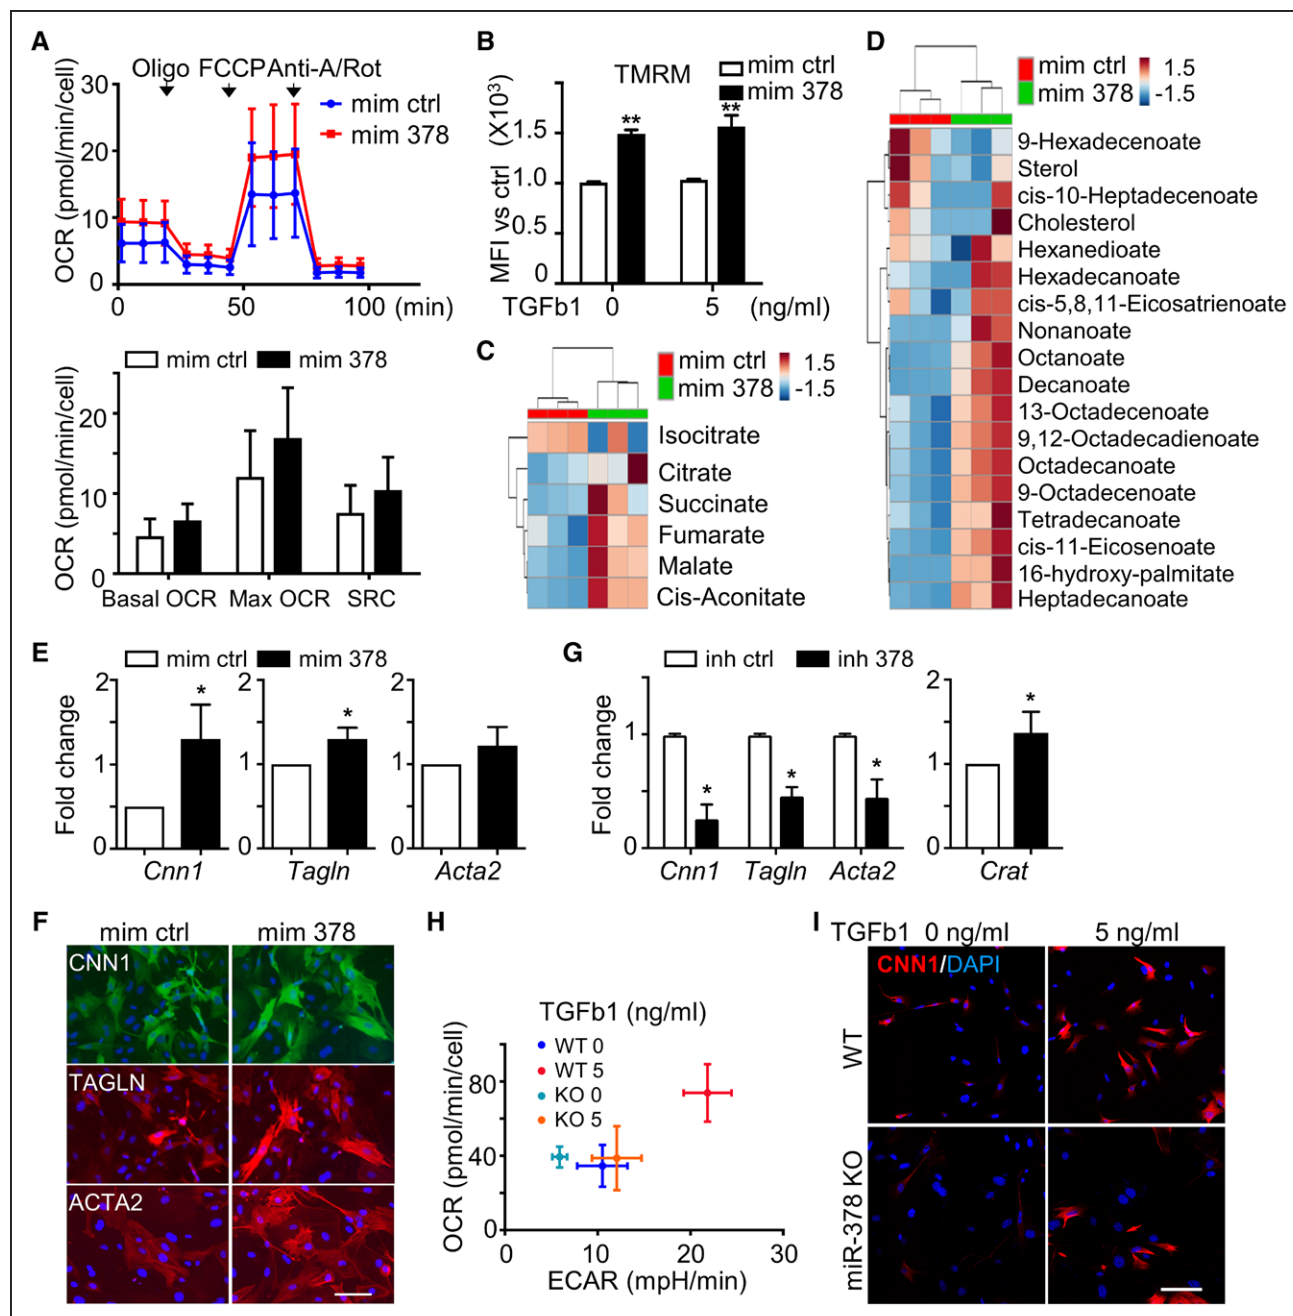 A
Oligo FCCPAnti-A/Rot
OCR (pmol/min/cell)
30
20
10
0
mim ctrl
mim 378
0 50 100 (min)
mim ctrl mim 378
OCR (pmol/min/cell)
20
10
0
Basal OCR Max OCR SRC
B
TMRM
mim ctrl
mim 378
MFI vs ctrl (X10³)
1.5
1.0
0.5
0
** **
TGFb1 0 5 (ng/ml)
C
mim ctrl
mim 378
1.5
-1.5
Isocitrate
Citrate
Succinate
Fumarate
Malate
Cis-Aconitate
D
mim ctrl
mim 378
1.5
-1.5
9-Hexadecenoate
Sterol
cis-10-Heptadecenoate
Cholesterol
Hexanedioate
Hexadecanoate
cis-5,8,11-Eicosatrienoate
Nonanoate
Octanoate
Decanoate
13-Octadecenoate
9,12-Octadecadienoate
Octadecanoate
9-Octadecenoate
Tetradecanoate
cis-11-Eicosenoate
16-hydroxy-palmitate
Heptadecanoate
E
mim ctrl mim 378
Fold change
2
1
0
*
Cnn1
2
1
0
*
Tagln
2
1
0
Acta2
G
inh ctrl inh 378
Fold change
1
0
* * *
Cnn1 Tagln Acta2
2
1
0
*
Crat
F
mim ctrl mim 378
CNN1
TAGLN
ACTA2
H
TGFb1 (ng/ml)
WT 0
WT 5
KO 0
KO 5
OCR (pmol/min/cell)
80
40
0
0 10 20 30
ECAR (mpH/min)
I
TGFb1 0 ng/ml 5 ng/ml
CNN1/DAPI
WT
miR-378 KO